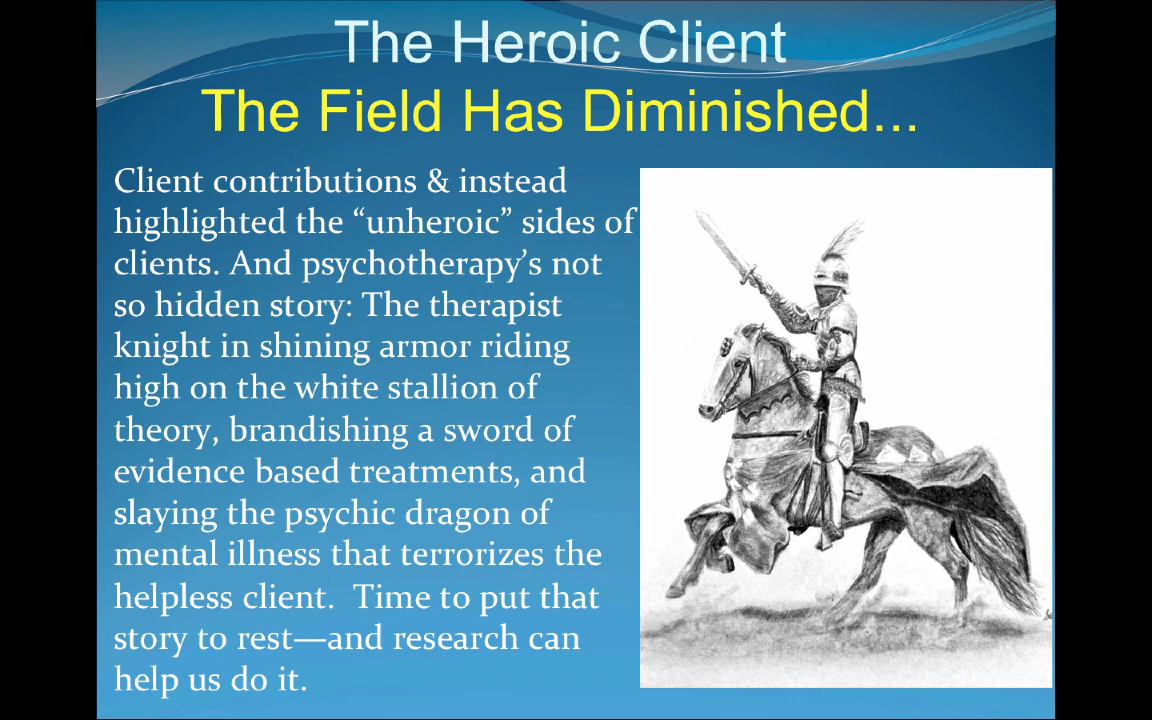 The Heroic Client
The Field Has Diminished...
Client contributions & instead
highlighted the “unheroic” sides of
clients. And psychotherapy’s not
so hidden story: The therapist
knight in shining armor riding
high on the white stallion of
theory, brandishing a sword of
evidence based treatments, and
slaying the psychic dragon of
mental illness that terrorizes the
helpless client.  Time to put that
story to rest—and research can
help us do it.